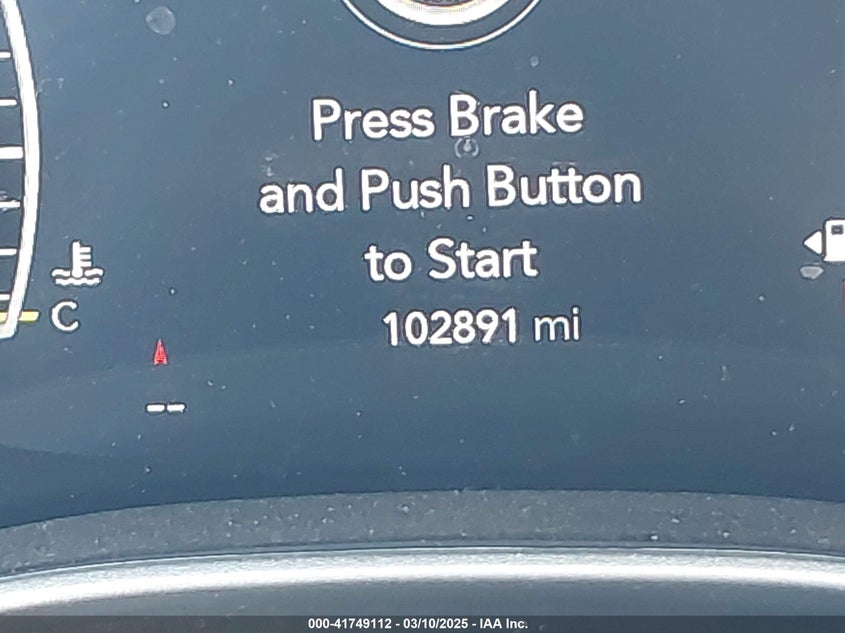 Press Brake
and Push Button
to Start
102891 mi
C
--
000-41749112 - 03/10/2025 - IAA Inc.